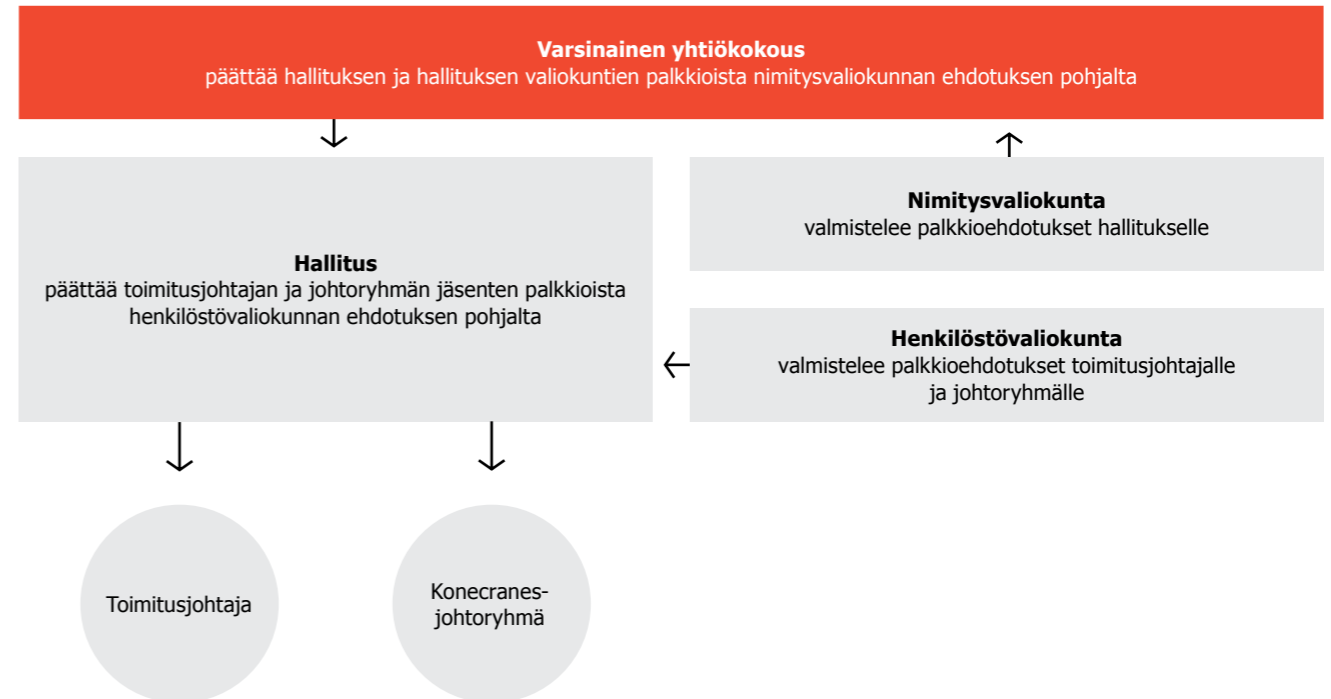 Varsinainen yhtiökokous
päättää hallituksen ja hallituksen valiokuntien palkkioista nimitysvaliokunnan ehdotuksen pohjalta
Hallitus
päättää toimitusjohtajan ja johtoryhmän jäsenten palkkioista
henkilöstövaliokunnan ehdotuksen pohjalta
Nimitysvaliokunta
valmistelee palkkioehdotukset hallitukselle
Henkilöstövaliokunta
valmistelee palkkioehdotukset toimitusjohtajalle
ja johtoryhmälle
Toimitusjohtaja
Konecranes-
johtoryhmä